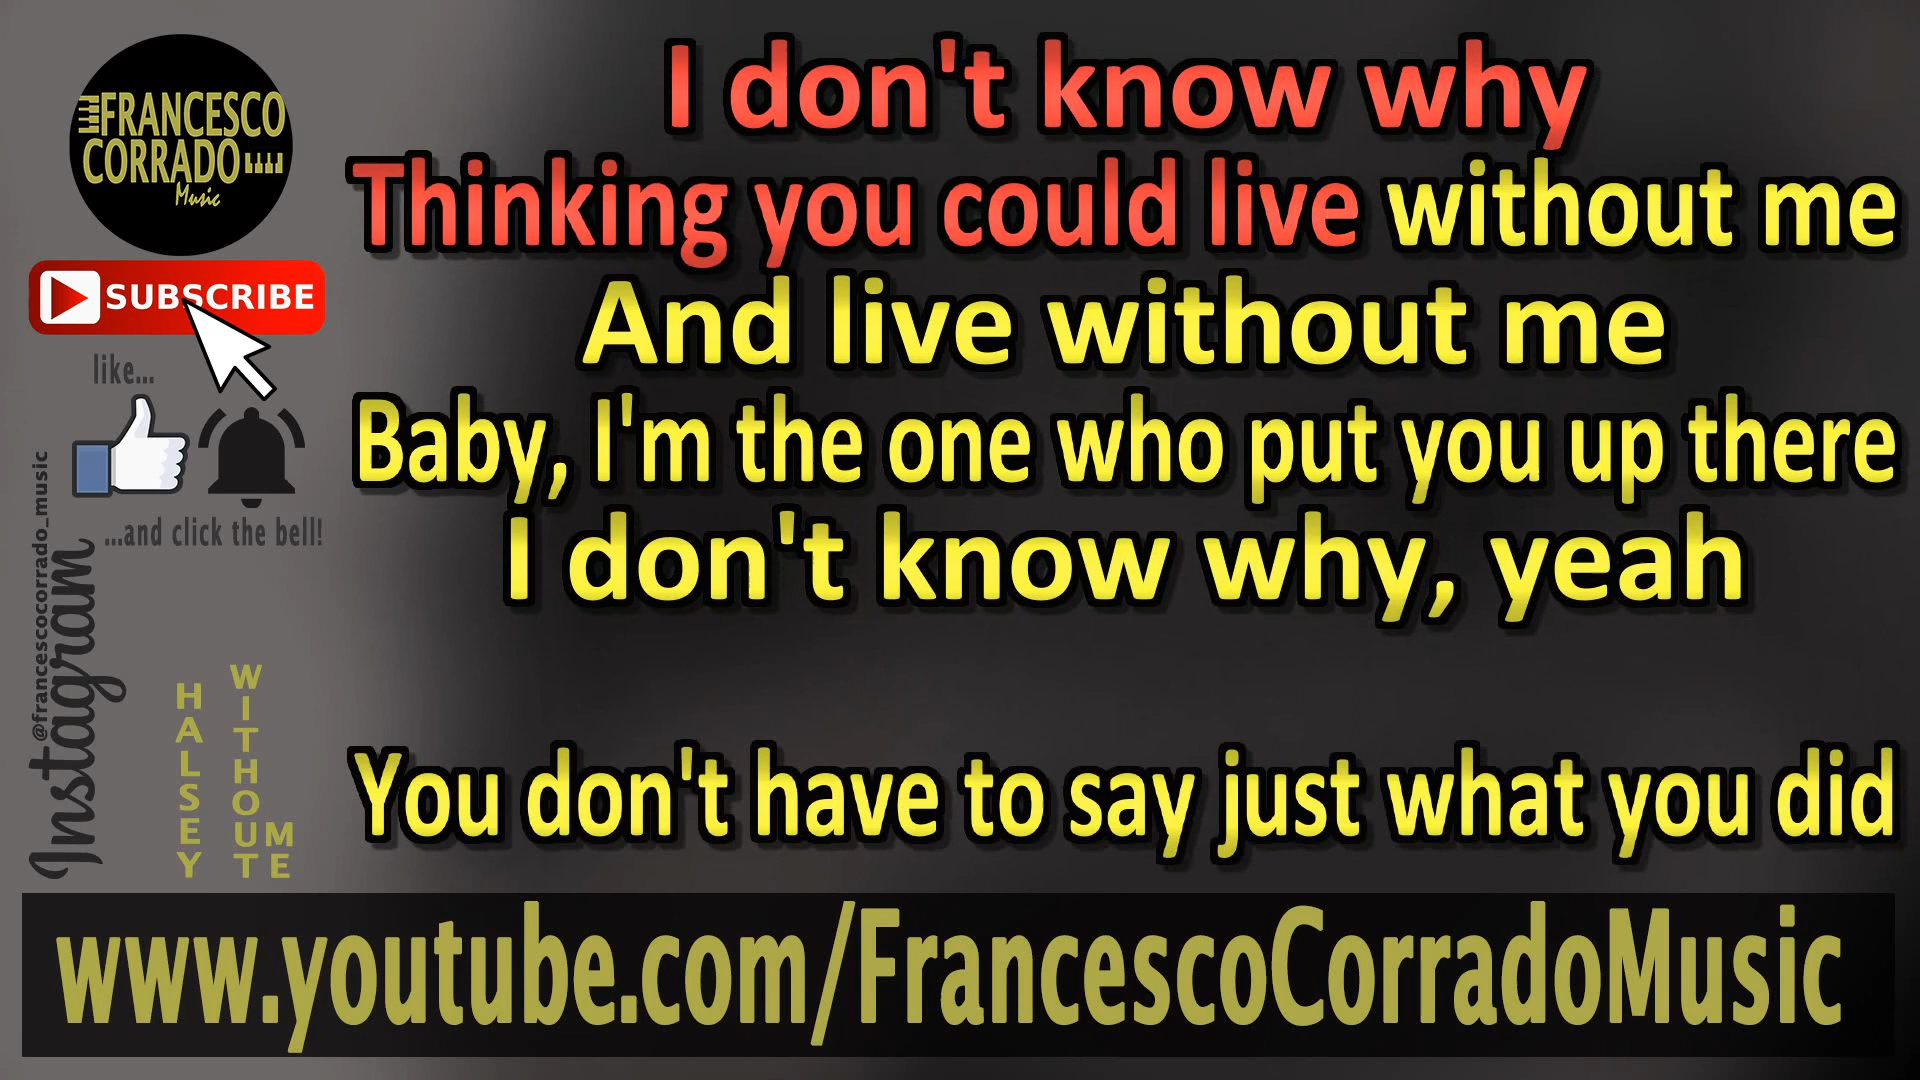 FRANCESCO
CORRADO
Music
SUBSCRIBE
like...
...and click the bell!
@francescocorrado_music
Instagram
HALSEY
WITHOUT
ME
I don't know why
Thinking you could live without me
And live without me
Baby, I'm the one who put you up there
I don't know why, yeah
You don't have to say just what you did
www.youtube.com/FrancescoCorradoMusic